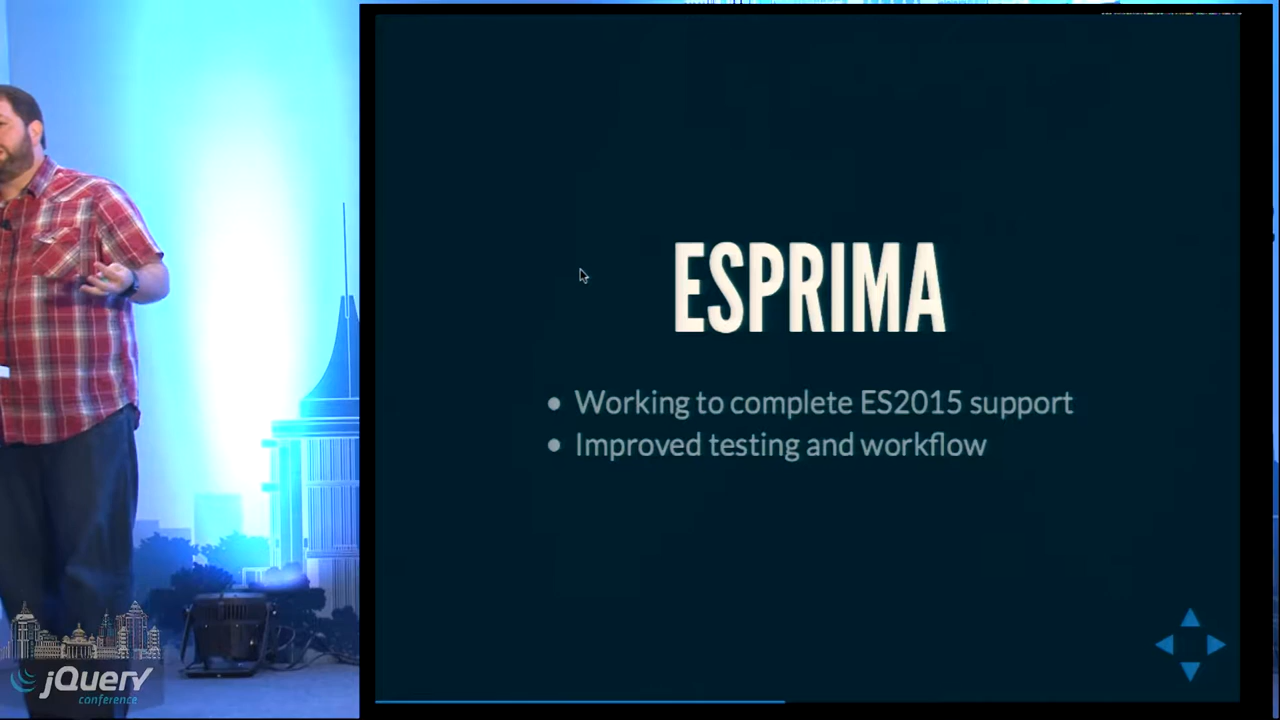 ESPRIMA
• Working to complete ES2015 support
• Improved testing and workflow
jQuery
conference